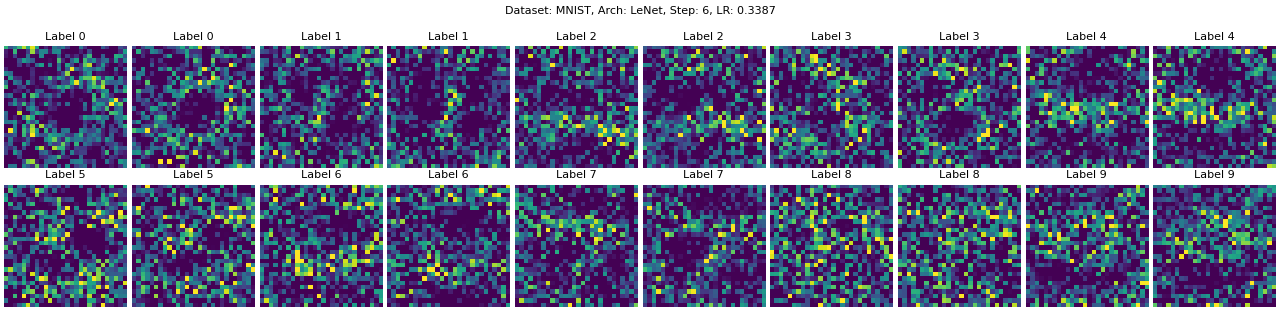 Dataset: MNIST, Arch: LeNet, Step: 6, LR: 0.3387
Label 0 Label 0 Label 1 Label 1 Label 2 Label 2 Label 3 Label 3 Label 4 Label 4
Label 5 Label 5 Label 6 Label 6 Label 7 Label 7 Label 8 Label 8 Label 9 Label 9